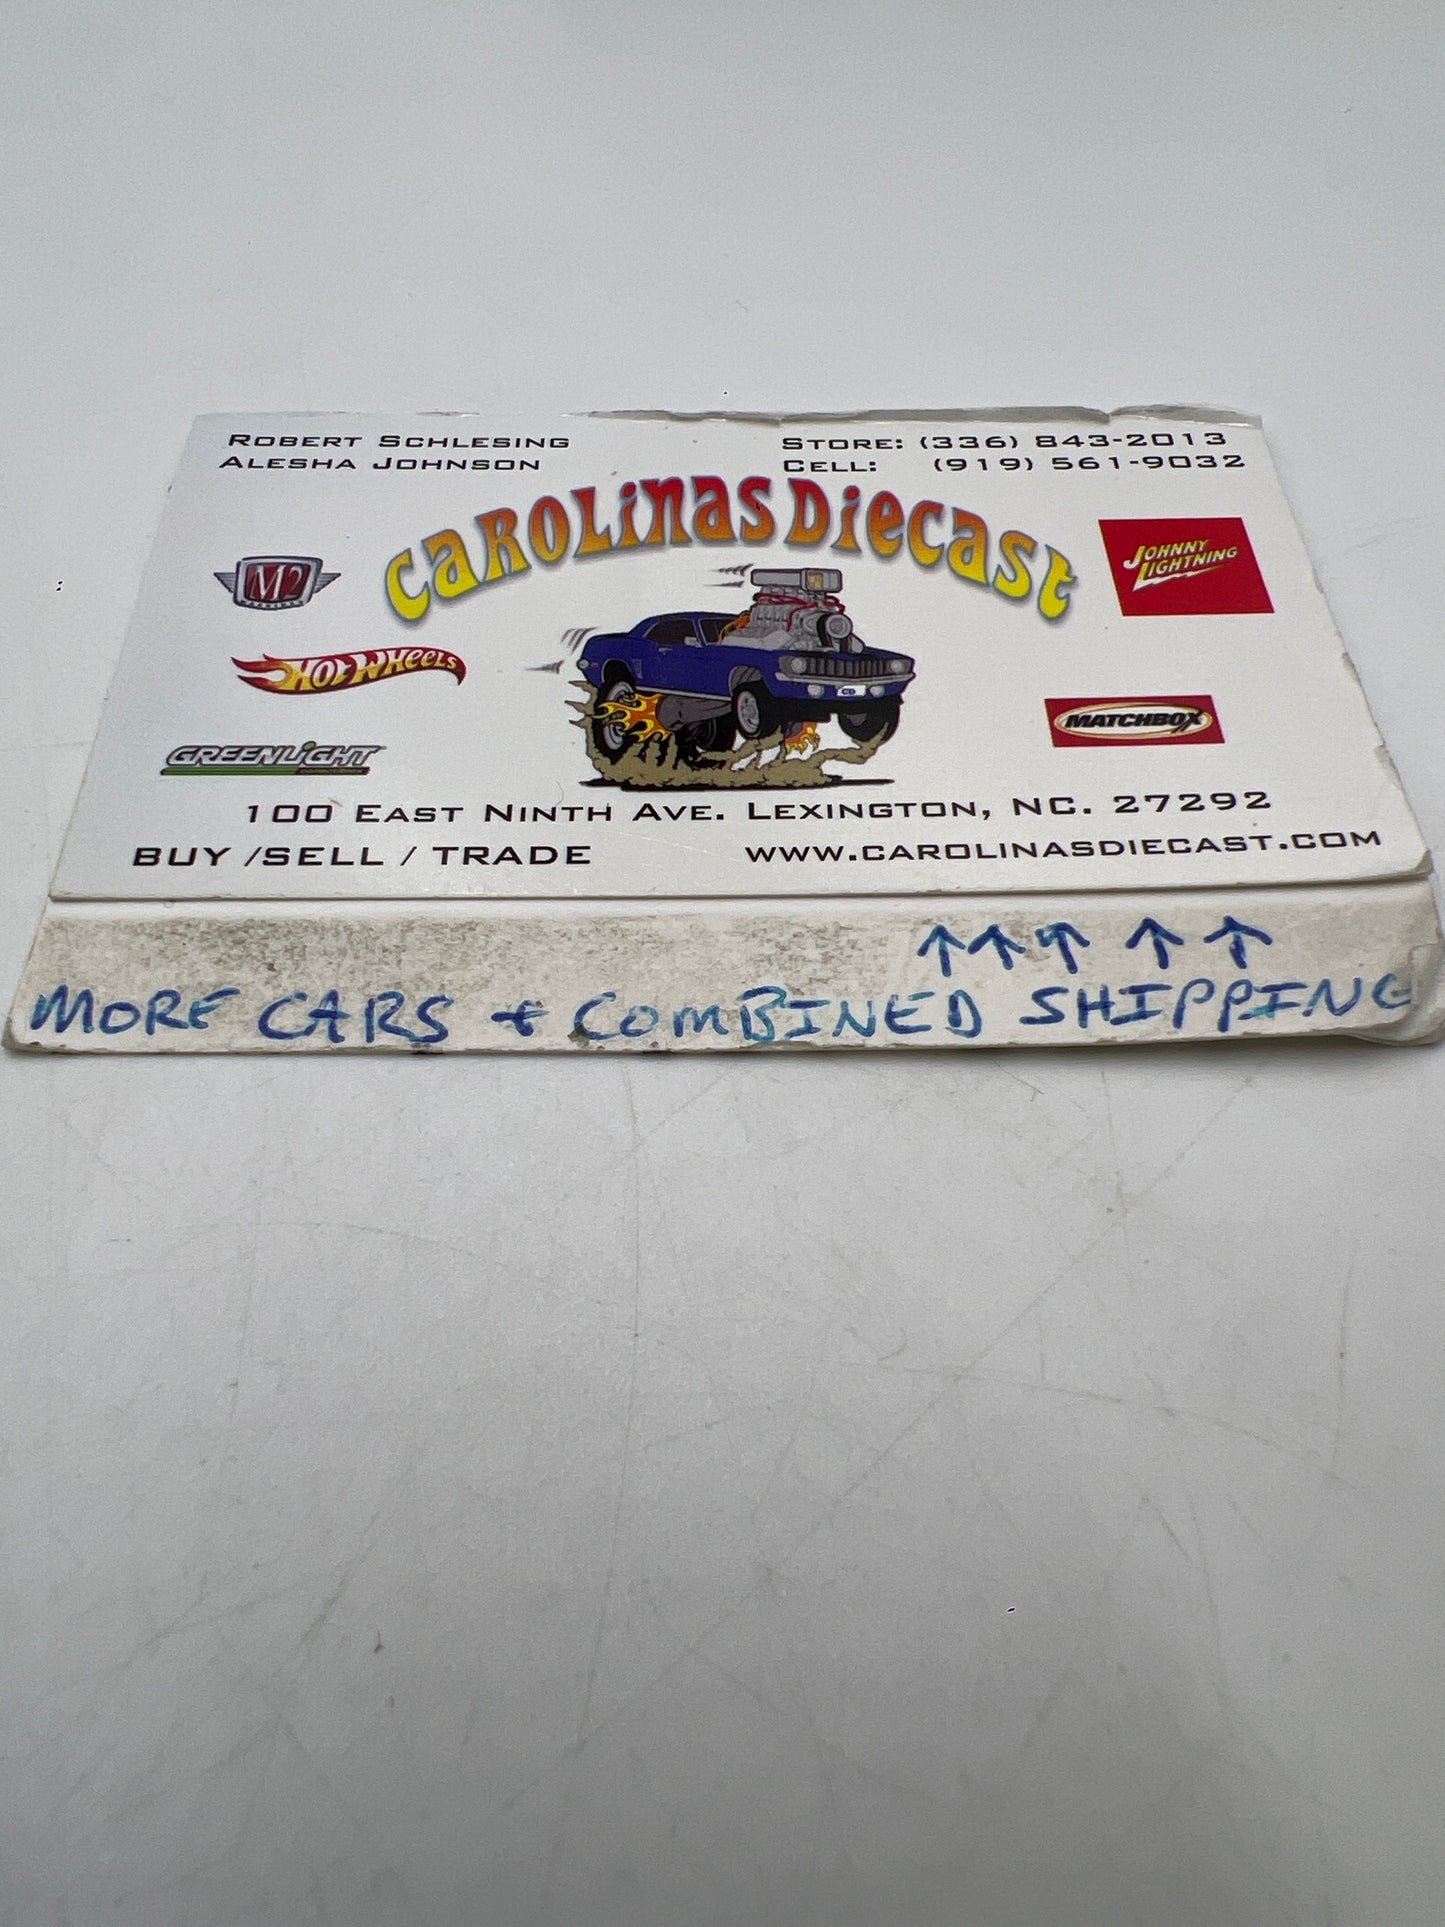 ROBERT SCHLESING
ALESHA JOHNSON
STORE: (336) 843-2013
CELL: (919) 561-9032
CAROLINAS DIECAST
M2
JOHNNY
LIGHTNING
HOT WHEELS
CD
MATCHBOX
GREENLIGHT
100 EAST NINTH AVE. LEXINGTON, NC. 27292
BUY /SELL / TRADE
WWW.CAROLINASDIECAST.COM
↑↑↑ ↑ ↑
MORE CARS + COMBINED SHIPPING